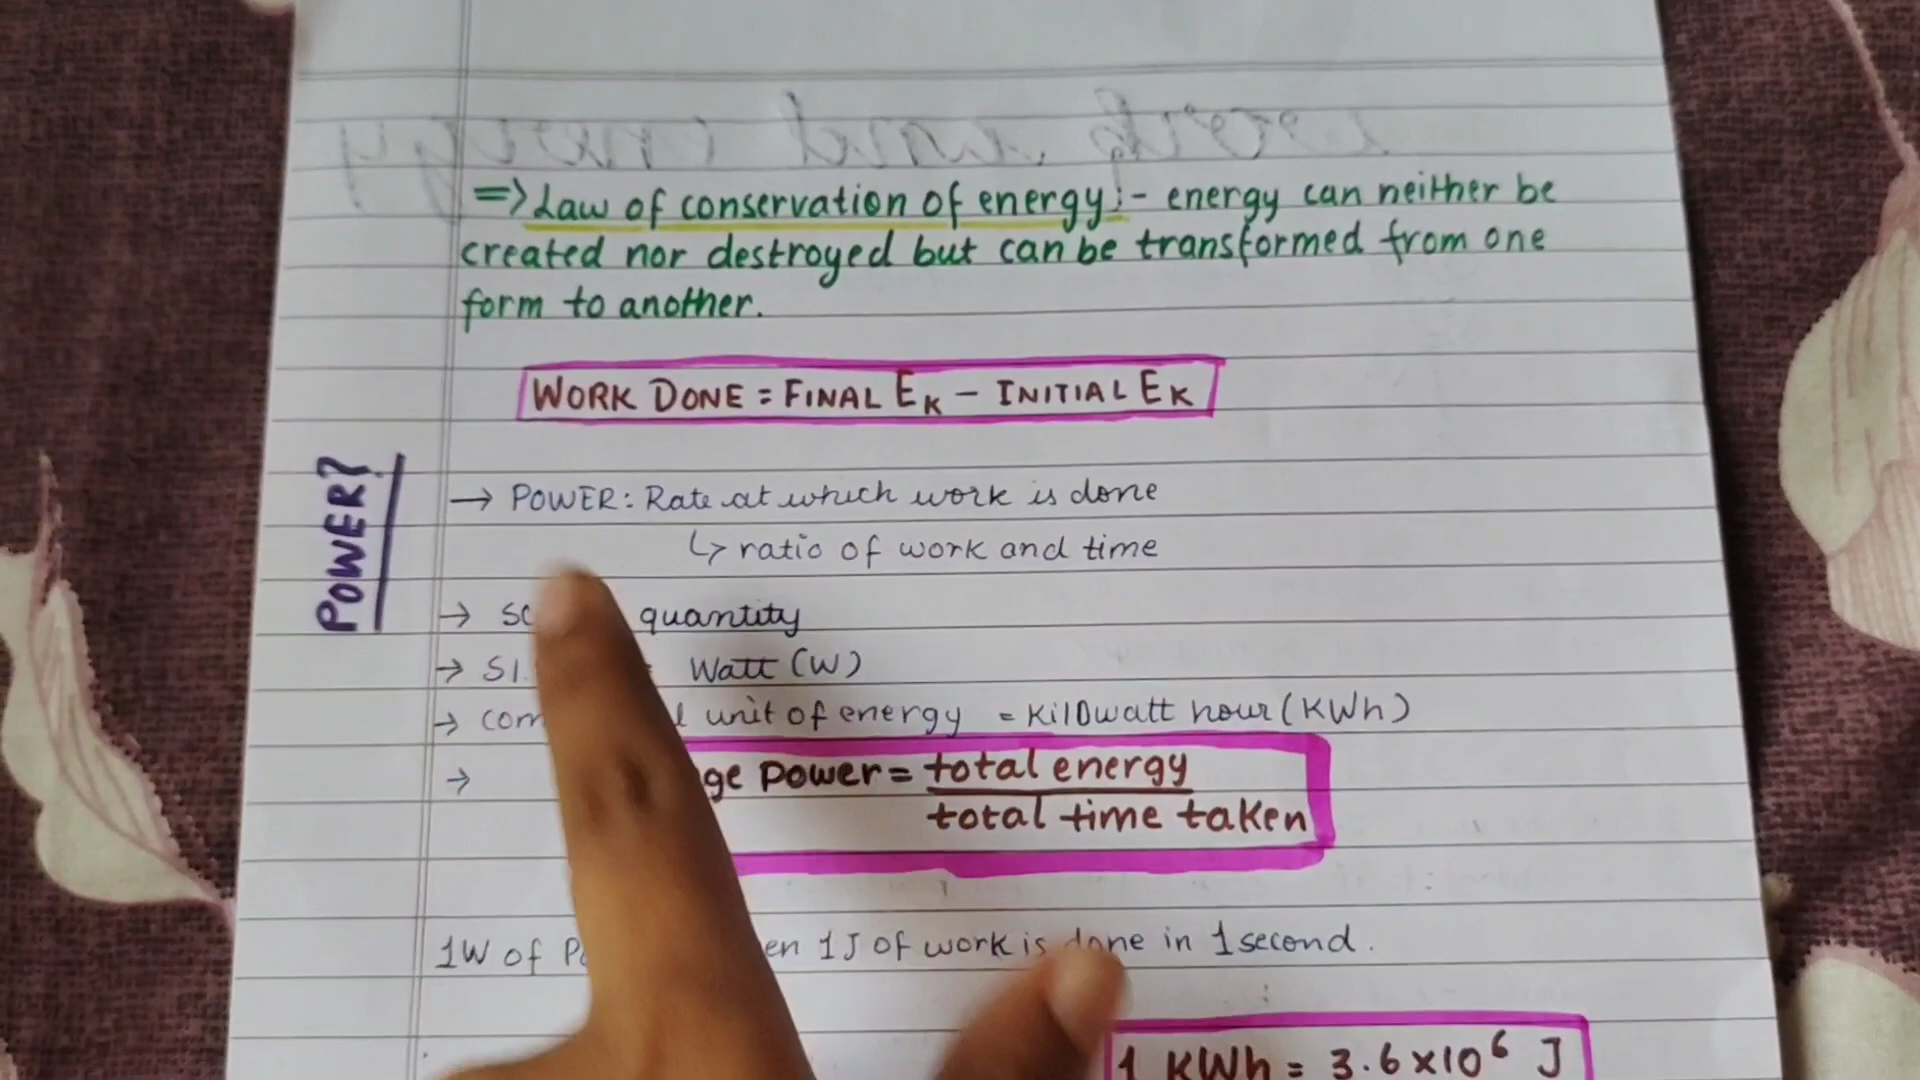 => Law of conservation of energy :- energy can neither be
created nor destroyed but can be transformed from one
form to another.
WORK DONE = FINAL EK - INITIAL EK
POWER?
→ POWER: Rate at which work is done
↳ ratio of work and time
→ quantity
→ Watt (W)
→ unit of energy = Kilowatt hour (KWh)
→ Power = total energy
total time taken
1W of 1J of work is done in 1 second.
1 KWh = 3.6 x 10⁶ J